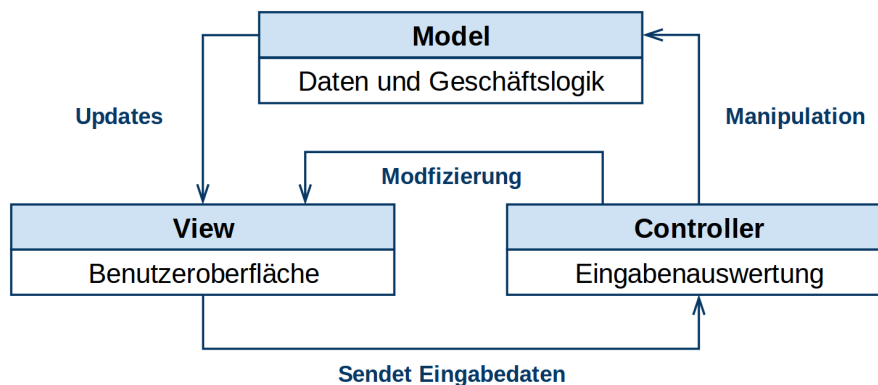 Model
Daten und Geschäftslogik
Updates
Manipulation
Modfizierung
View
Benutzeroberfläche
Controller
Eingabenauswertung
Sendet Eingabedaten